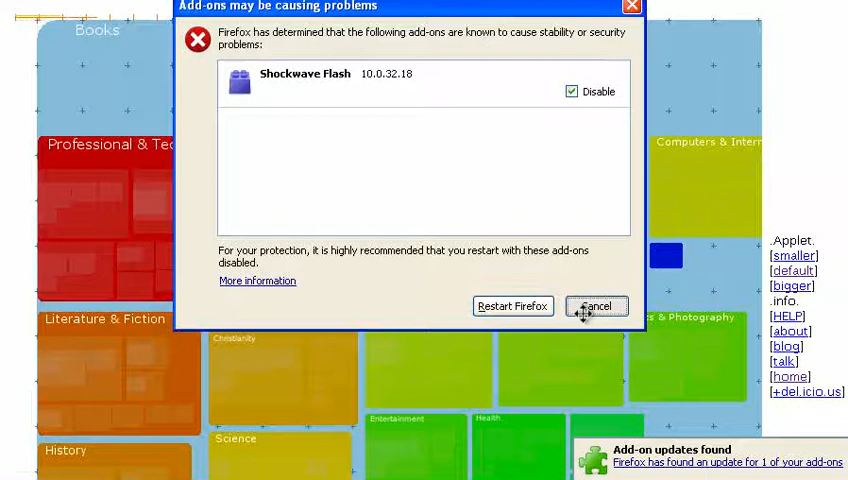 Add-ons may be causing problems
Books
Firefox has determined that the following add-ons are known to cause stability or security
problems:
Shockwave Flash 10.0.32.18
Disable
Professional & Tec
Computers & Intern
.Applet.
[smaller]
[default]
[bigger]
.info.
[HELP]
[about]
[blog]
[talk]
[home]
[+del.icio.us]
For your protection, it is highly recommended that you restart with these add-ons
disabled.
More information
Restart Firefox
Cancel
Literature & Fiction
s & Photography
Christianity
Entertainment
Health
Science
History
Add-on updates found
Firefox has found an update for 1 of your add-ons